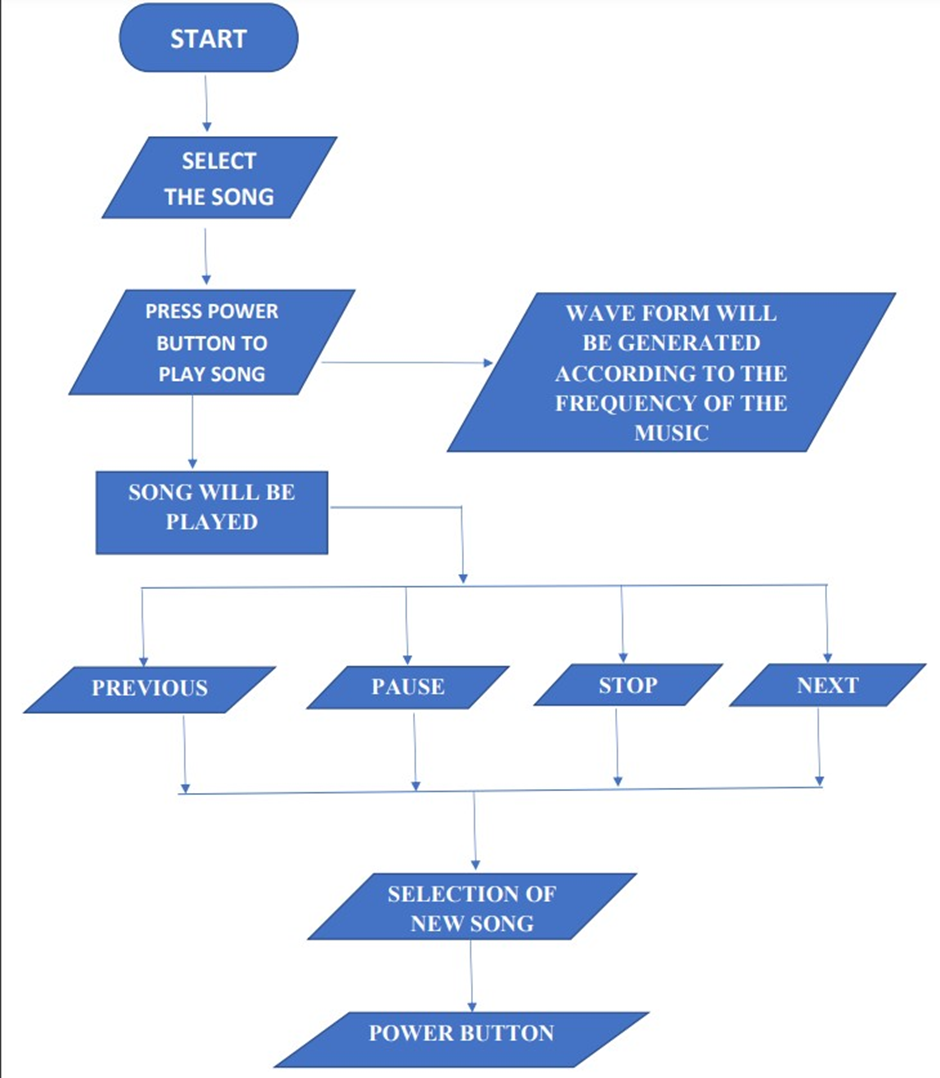 START
SELECT
THE SONG
PRESS POWER
BUTTON TO
PLAY SONG
WAVE FORM WILL
BE GENERATED
ACCORDING TO THE
FREQUENCY OF THE
MUSIC
SONG WILL BE
PLAYED
PREVIOUS
PAUSE
STOP
NEXT
SELECTION OF
NEW SONG
POWER BUTTON